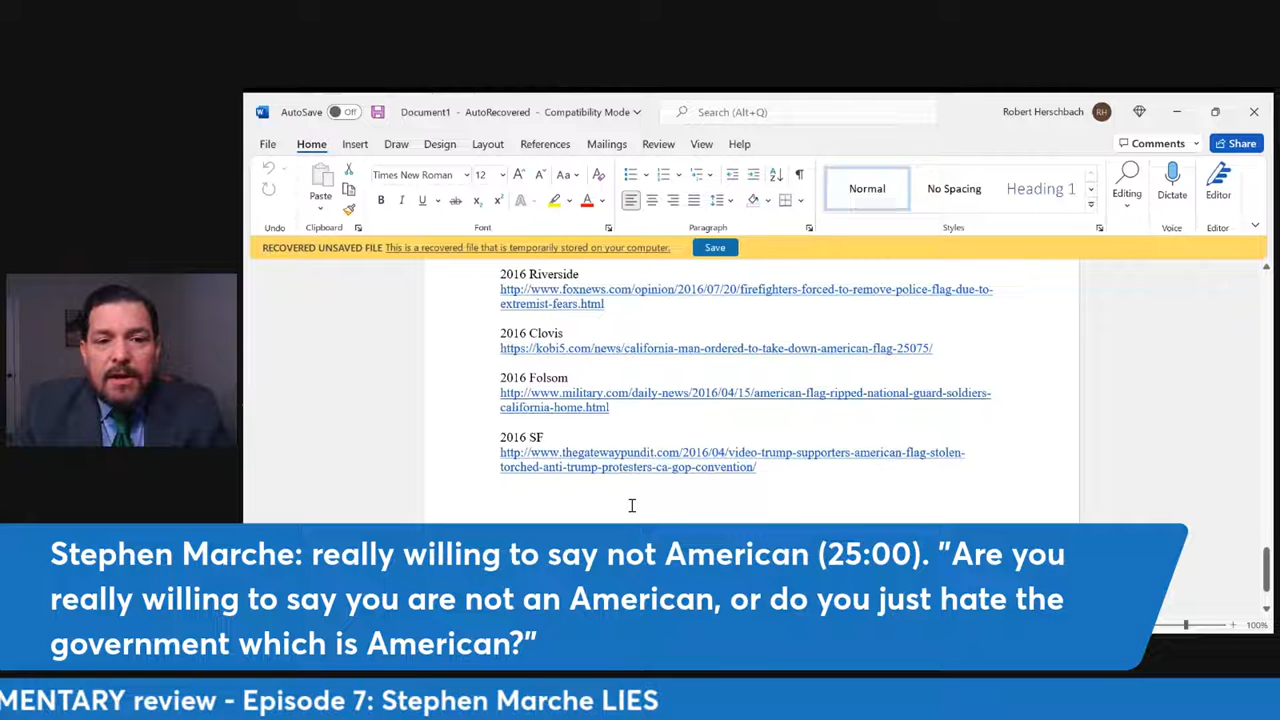 AutoSave Off Document1 - AutoRecovered - Compatibility Mode Search (Alt+Q) Robert Herschbach RH
File Home Insert Draw Design Layout References Mailings Review View Help Comments Share
Times New Roman 12 Aa
Paste
Normal No Spacing Heading 1
Editing Dictate Editor
Undo Clipboard Font Paragraph Styles Voice Editor
RECOVERED UNSAVED FILE This is a recovered file that is temporarily stored on your computer. Save
2016 Riverside
http://www.foxnews.com/opinion/2016/07/20/firefighters-forced-to-remove-police-flag-due-to-
extremist-fears.html
2016 Clovis
https://kobi5.com/news/california-man-ordered-to-take-down-american-flag-25075/
2016 Folsom
http://www.military.com/daily-news/2016/04/15/american-flag-ripped-national-guard-soldiers-
california-home.html
2016 SF
http://www.thegatewaypundit.com/2016/04/video-trump-supporters-american-flag-stolen-
torched-anti-trump-protesters-ca-gop-convention/
Stephen Marche: really willing to say not American (25:00). "Are you
really willing to say you are not an American, or do you just hate the
government which is American?"
100%
MENTARY review - Episode 7: Stephen Marche LIES